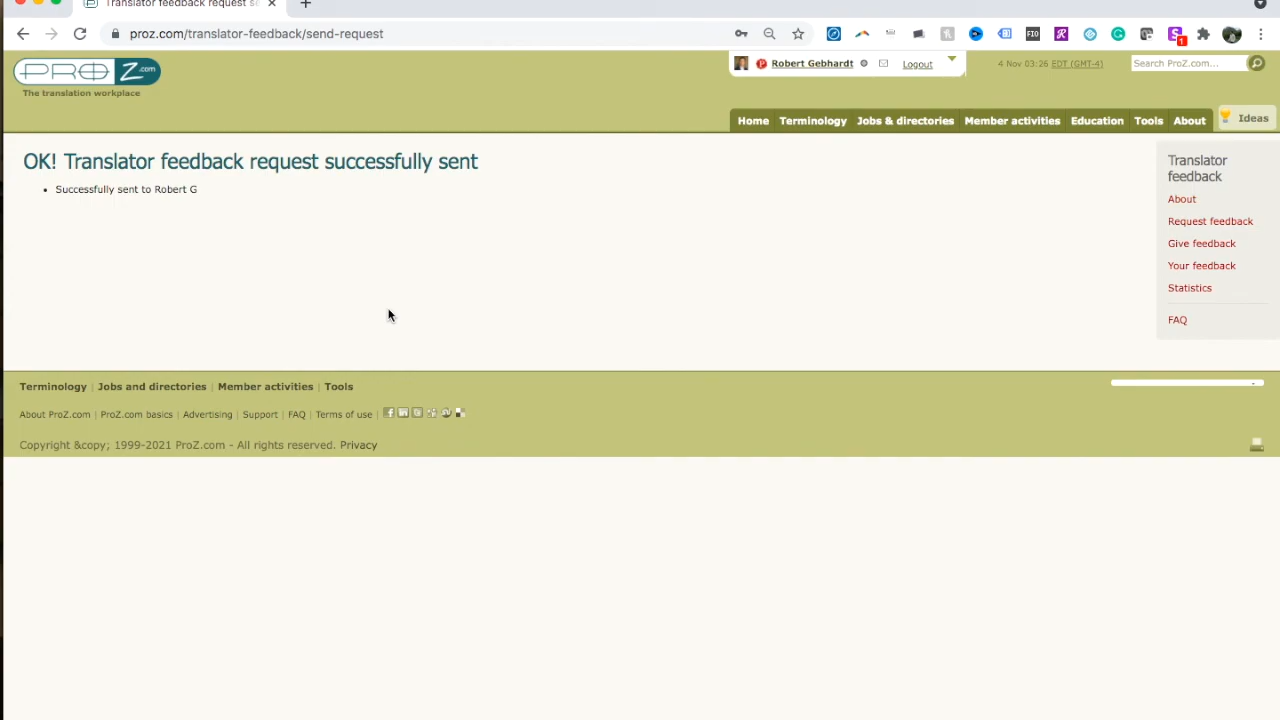 Translator feedback request s
proz.com/translator-feedback/send-request
FIO
1
PROZ.com
The translation workplace
Robert Gebhardt
Logout
4 Nov 03:26 EDT (GMT-4)
Search ProZ.com...
Home Terminology Jobs & directories Member activities Education Tools About Ideas
OK! Translator feedback request successfully sent
• Successfully sent to Robert G
Translator
feedback
About
Request feedback
Give feedback
Your feedback
Statistics
FAQ
Terminology | Jobs and directories | Member activities | Tools
About ProZ.com | ProZ.com basics | Advertising | Support | FAQ | Terms of use |
Copyright &copy; 1999-2021 ProZ.com - All rights reserved. Privacy